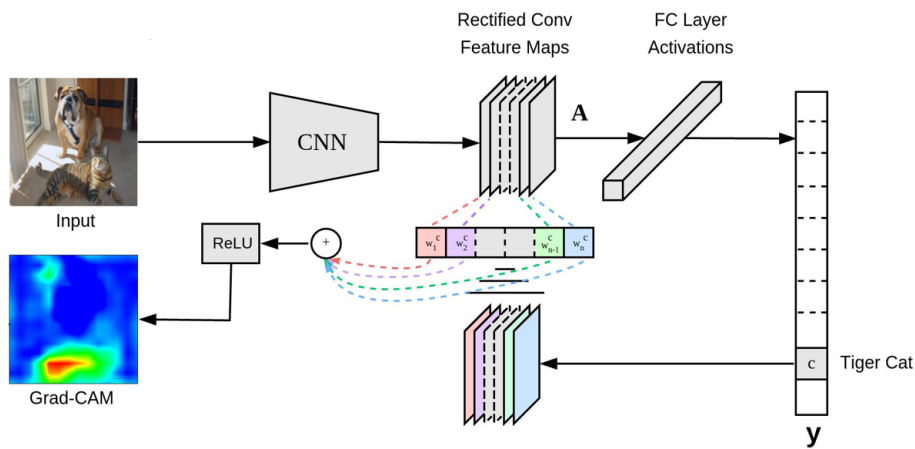 Rectified Conv
Feature Maps
FC Layer
Activations
A
CNN
Input
w₁ᶜ w₂ᶜ wₙ₋₁ᶜ wₙᶜ
ReLU
+
c
Tiger Cat
Grad-CAM
y